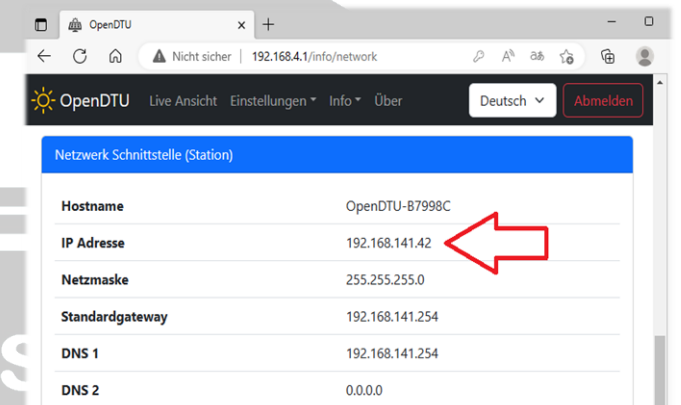 OpenDTU
Nicht sicher | 192.168.4.1/info/network
OpenDTU Live Ansicht Einstellungen Info Über Deutsch Abmelden
Netzwerk Schnittstelle (Station)
Hostname OpenDTU-B7998C
IP Adresse 192.168.141.42
Netzmaske 255.255.255.0
Standardgateway 192.168.141.254
DNS 1 192.168.141.254
DNS 2 0.0.0.0